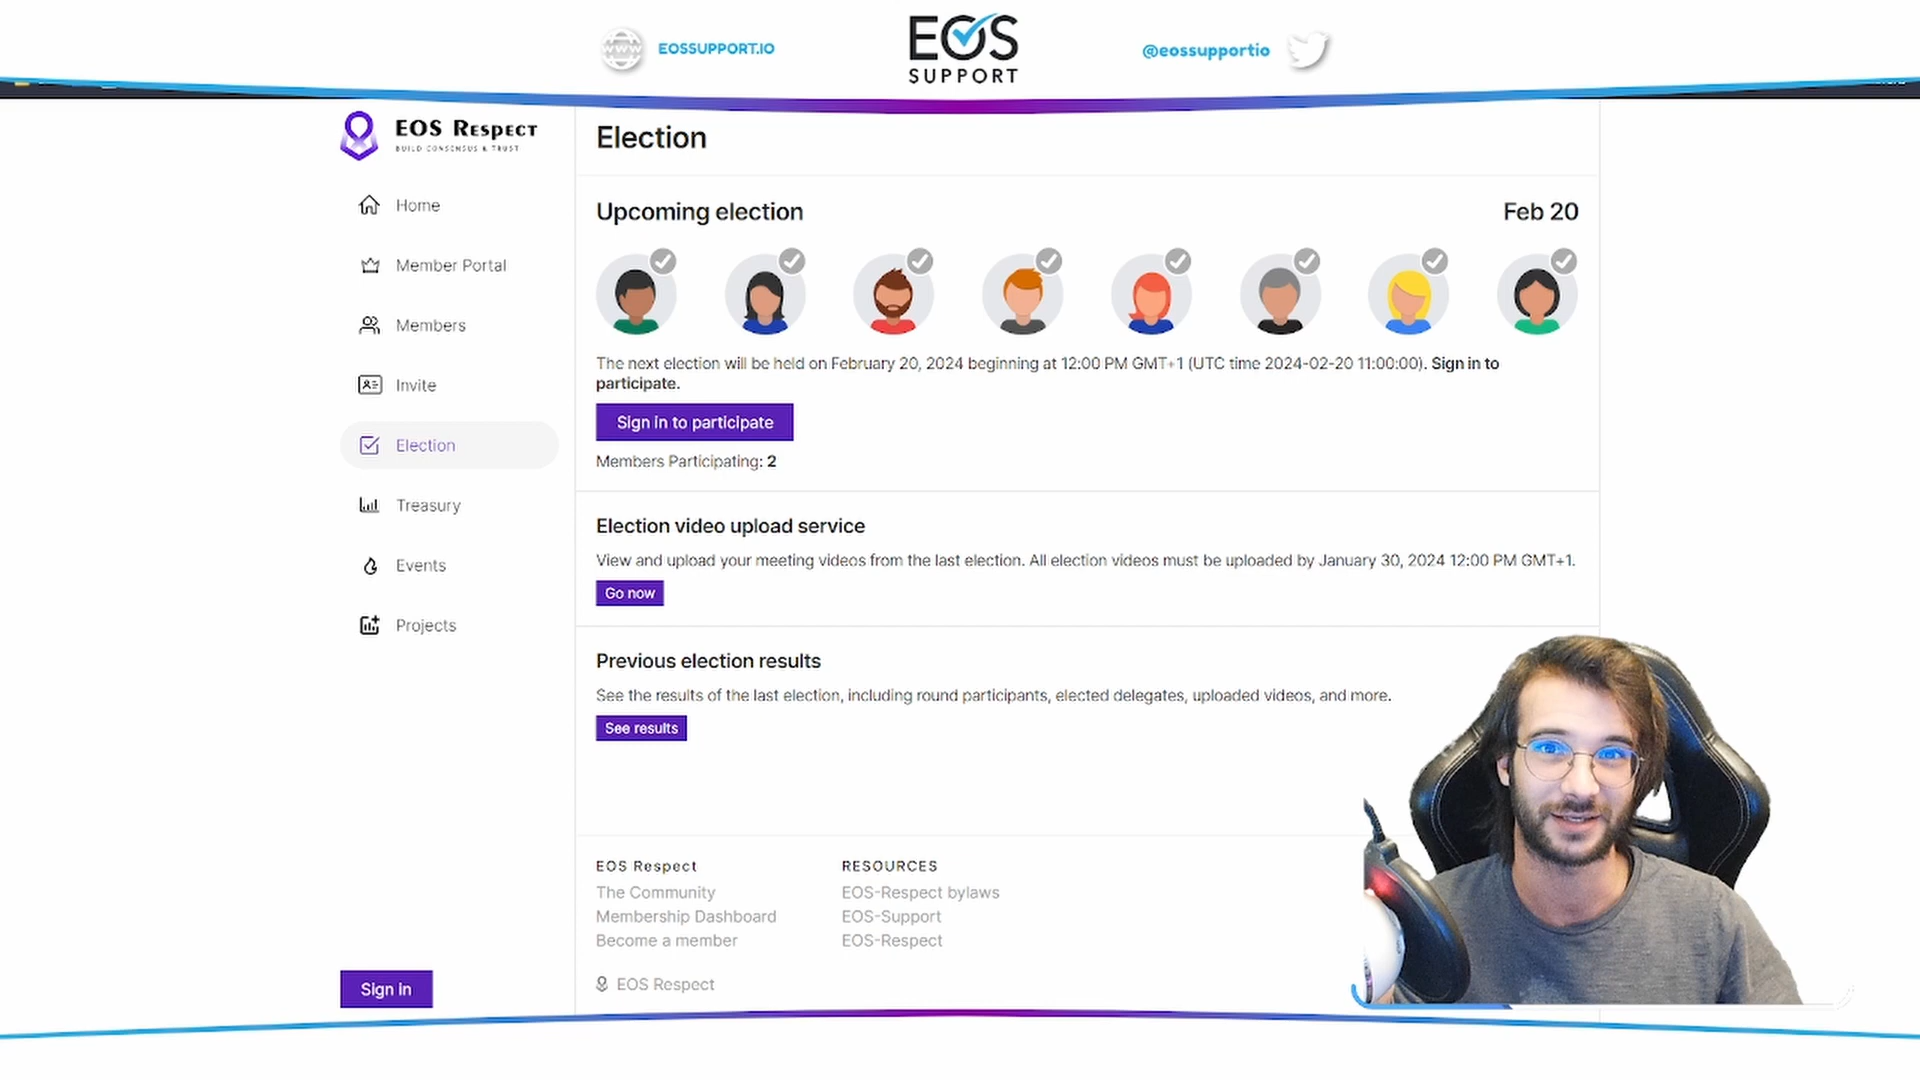 www
EOSSUPPORT.IO
EOS
SUPPORT
@eossupportio
EOS RESPECT
BUILD CONSENSUS & TRUST
Home
Member Portal
Members
Invite
Election
Treasury
Events
Projects
Sign in
Election
Upcoming election
Feb 20
The next election will be held on February 20, 2024 beginning at 12:00 PM GMT+1 (UTC time 2024-02-20 11:00:00). Sign in to
participate.
Sign in to participate
Members Participating: 2
Election video upload service
View and upload your meeting videos from the last election. All election videos must be uploaded by January 30, 2024 12:00 PM GMT+1.
Go now
Previous election results
See the results of the last election, including round participants, elected delegates, uploaded videos, and more.
See results
EOS Respect
The Community
Membership Dashboard
Become a member
RESOURCES
EOS-Respect bylaws
EOS-Support
EOS-Respect
EOS Respect